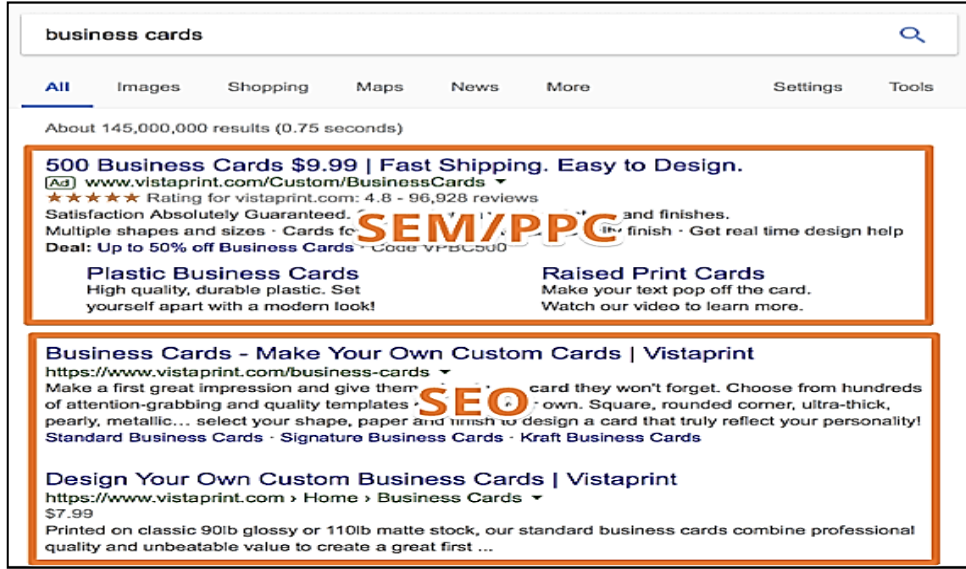 business cards
All Images Shopping Maps News More Settings Tools
About 145,000,000 results (0.75 seconds)
500 Business Cards $9.99 | Fast Shipping. Easy to Design.
Ad www.vistaprint.com/Custom/BusinessCards
Rating for vistaprint.com: 4.8 - 96,928 reviews
Satisfaction Absolutely Guaranteed. and finishes.
SEM/PPC
Multiple shapes and sizes · Cards finish · Get real time design help
Deal: Up to 50% off Business Cards · Code VPBC500
Plastic Business Cards Raised Print Cards
High quality, durable plastic. Set Make your text pop off the card.
yourself apart with a modern look! Watch our video to learn more.
Business Cards - Make Your Own Custom Cards | Vistaprint
https://www.vistaprint.com/business-cards
Make a first great impression and give them card they won't forget. Choose from hundreds
SEO
of attention-grabbing and quality templates own. Square, rounded corner, ultra-thick,
pearly, metallic... select your shape, paper and finish to design a card that truly reflect your personality!
Standard Business Cards · Signature Business Cards · Kraft Business Cards
Design Your Own Custom Business Cards | Vistaprint
https://www.vistaprint.com › Home › Business Cards
$7.99
Printed on classic 90lb glossy or 110lb matte stock, our standard business cards combine professional
quality and unbeatable value to create a great first ...